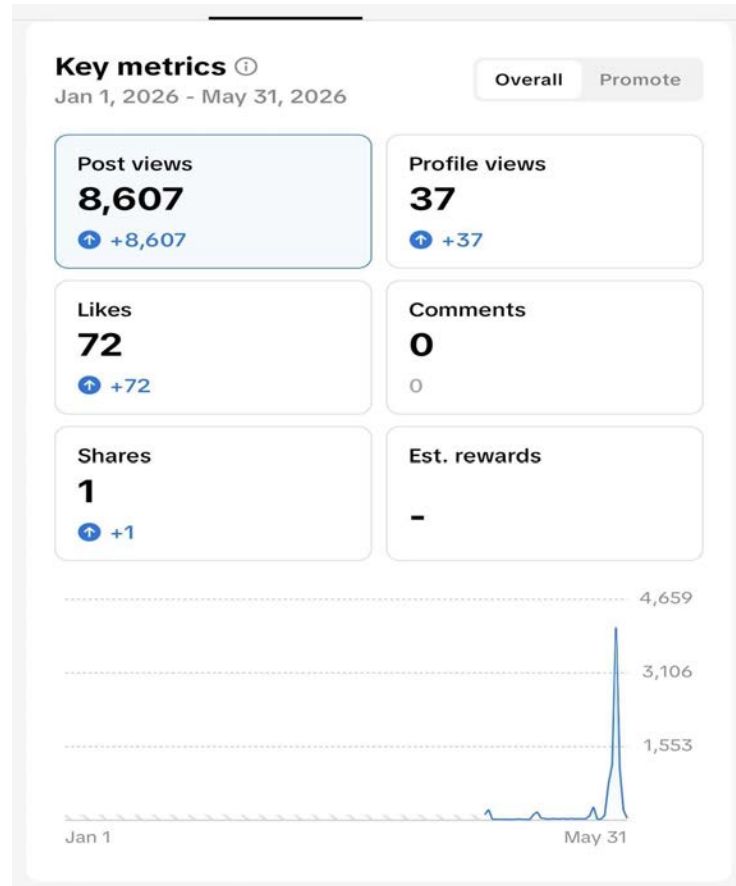 Key metrics
Jan 1, 2026 - May 31, 2026
Overall Promote
Post views
8,607
+8,607
Profile views
37
+37
Likes
72
+72
Comments
0
0
Shares
1
+1
Est. rewards
-
4,659
3,106
1,553
Jan 1 May 31